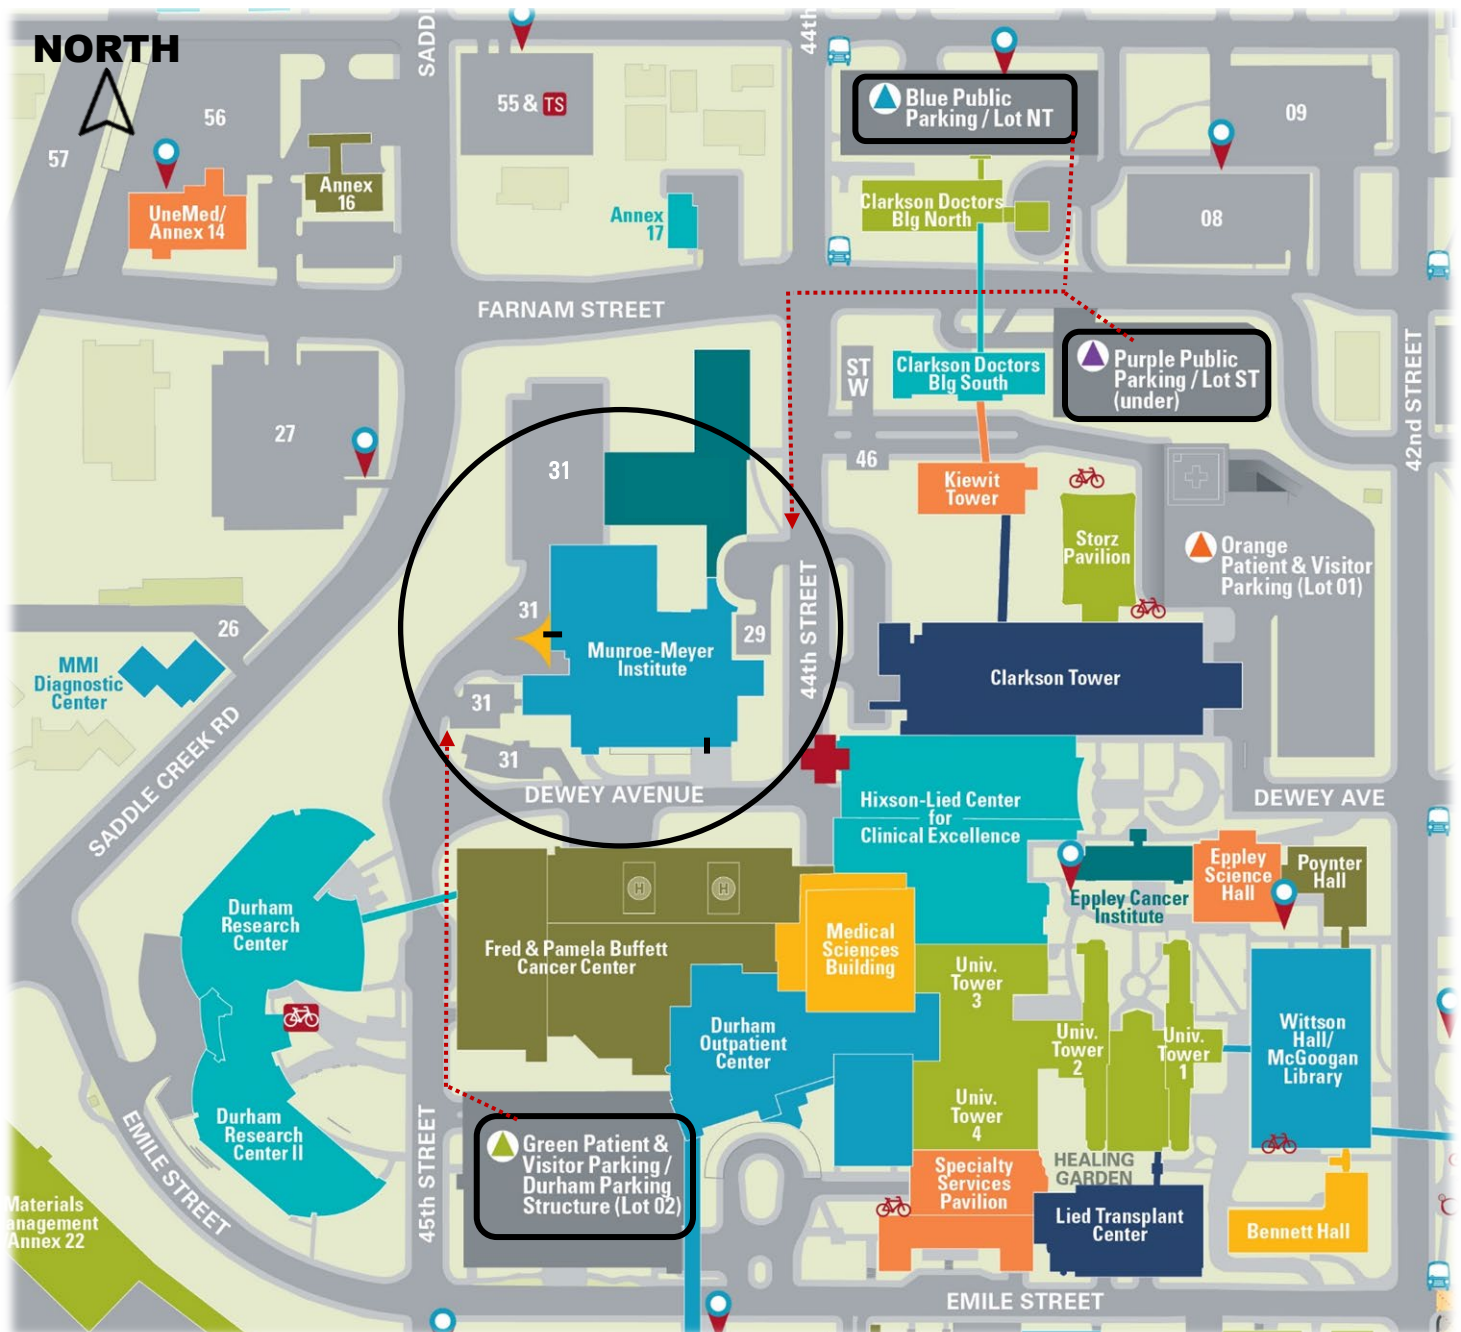 NORTH
SADDL
44th
57
56
55 & TS
Blue Public
Parking / Lot NT
09
UneMed/
Annex 14
Annex
16
Annex
17
Clarkson Doctors
Blg North
08
FARNAM STREET
ST
W
Clarkson Doctors
Blg South
Purple Public
Parking / Lot ST
(under)
42nd STREET
27
31
46
Kiewit
Tower
Storz
Pavilion
Orange
Patient & Visitor
Parking (Lot 01)
31
29
44th STREET
26
MMI
Diagnostic
Center
Munroe-Meyer
Institute
Clarkson Tower
31
31
SADDLE CREEK RD
DEWEY AVENUE
DEWEY AVE
Hixson-Lied Center
for
Clinical Excellence
Eppley
Science
Hall
Poynter
Hall
Eppley Cancer
Institute
H
H
Durham
Research
Center
Fred & Pamela Buffett
Cancer Center
Medical
Sciences
Building
Univ.
Tower
3
Durham
Outpatient
Center
Univ.
Tower
2
Univ.
Tower
1
Wittson
Hall/
McGoogan
Library
Univ.
Tower
4
Durham
Research
Center II
EMILE STREET
45th STREET
Green Patient &
Visitor Parking /
Durham Parking
Structure (Lot 02)
HEALING
GARDEN
Specialty
Services
Pavilion
Lied Transplant
Center
Bennett Hall
Materials
anagement
Annex 22
EMILE STREET